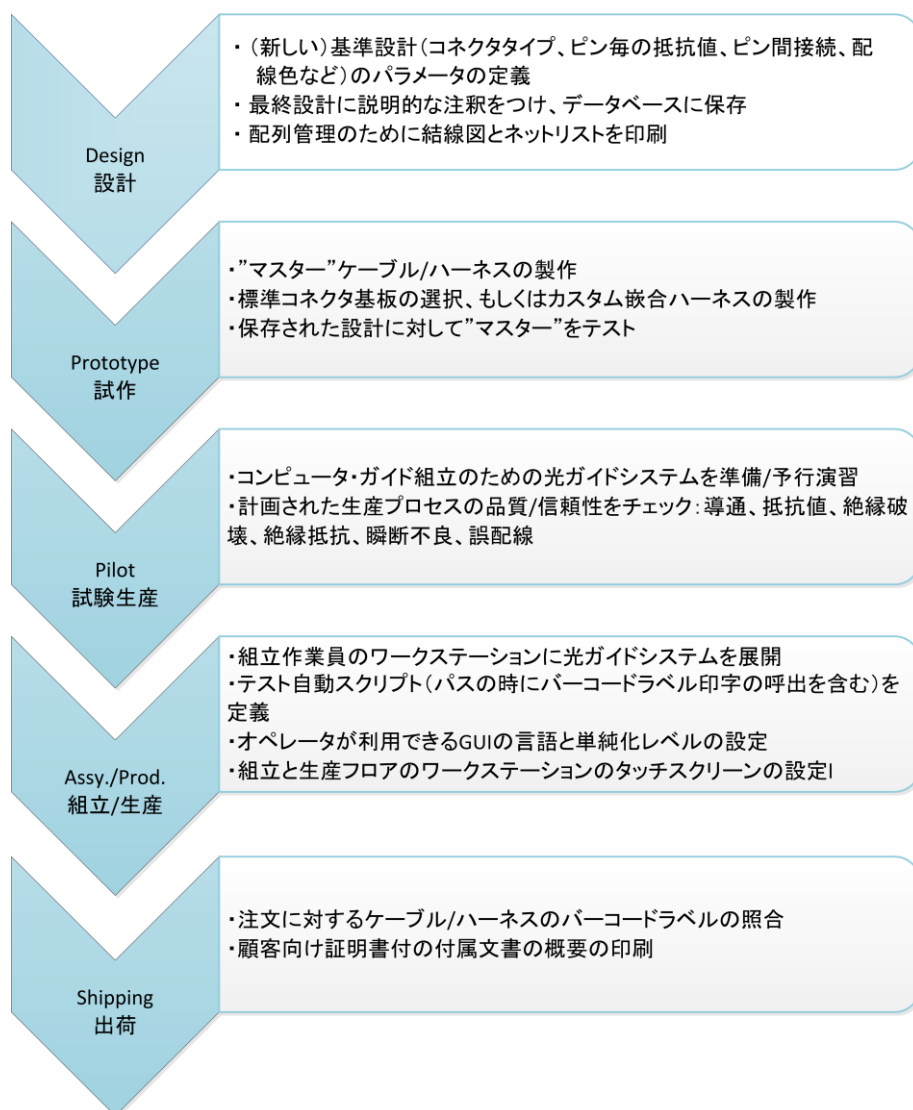 ・ (新しい)基準設計(コネクタタイプ、ピン毎の抵抗値、ピン間接続、配
線色など)のパラメータの定義
・ 最終設計に説明的な注釈をつけ、データベースに保存
・ 配列管理のために結線図とネットリストを印刷
Design
設計
・”マスター”ケーブル/ハーネスの製作
・標準コネクタ基板の選択、もしくはカスタム嵌合ハーネスの製作
・保存された設計に対して”マスター”をテスト
Prototype
試作
・コンピュータ・ガイド組立のための光ガイドシステムを準備/予行演習
・計画された生産プロセスの品質/信頼性をチェック:導通、抵抗値、絶縁破
壊、絶縁抵抗、瞬断不良、誤配線
Pilot
試験生産
・組立作業員のワークステーションに光ガイドシステムを展開
・テスト自動スクリプト(パスの時にバーコードラベル印字の呼出を含む)を
定義
・オペレータが利用できるGUIの言語と単純化レベルの設定
・組立と生産フロアのワークステーションのタッチスクリーンの設定l
Assy./Prod.
組立/生産
・注文に対するケーブル/ハーネスのバーコードラベルの照合
・顧客向け証明書付の付属文書の概要の印刷
Shipping
出荷